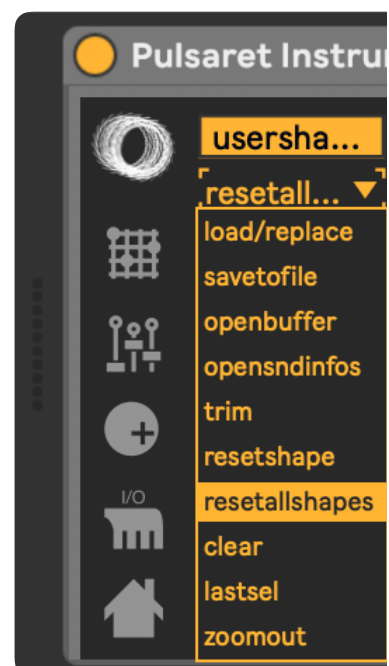 Pulsaret Instru
usersha...
resetall...
load/replace
savetofile
openbuffer
opensndinfos
trim
resetshape
resetallshapes
I/O
clear
lastsel
zoomout